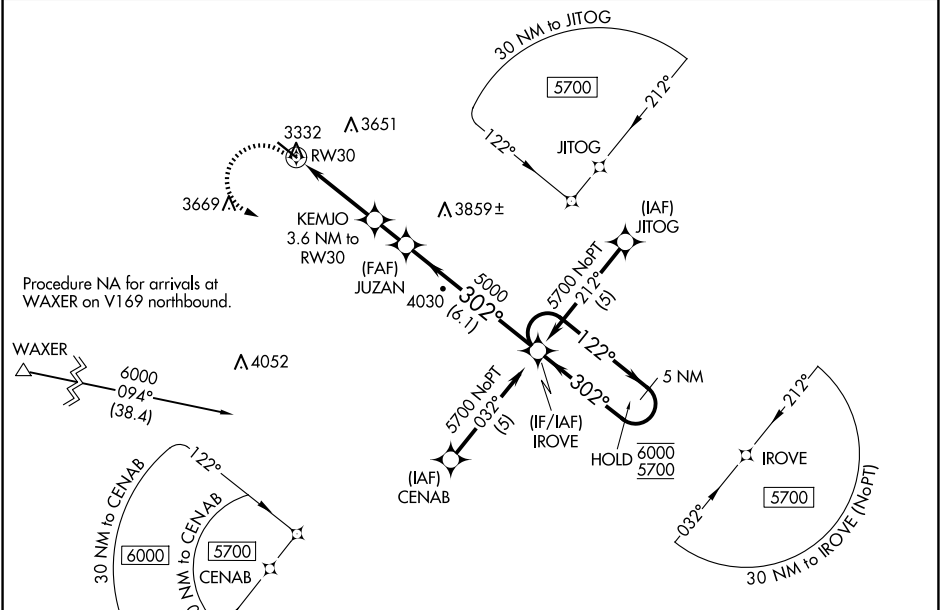 30 NM to JITOG
5700
212°
122°
JITOG
3332
3651
RW30
3669
KEMJO
3.6 NM to
RW30
3859±
(IAF)
JITOG
(FAF)
JUZAN
4030
5000
302°
(6.1)
5700 NoPT
212°
(5)
Procedure NA for arrivals at
WAXER on V169 northbound.
WAXER
6000
094°
(38.4)
4052
122°
302°
5 NM
5700 NoPT
032°
(5)
(IF/IAF)
IROVE
HOLD
6000
5700
(IAF)
CENAB
212°
IROVE
5700
032°
30 NM to IROVE (NoPT)
122°
30 NM to CENAB
6000
NM to CENAB
5700
CENAB